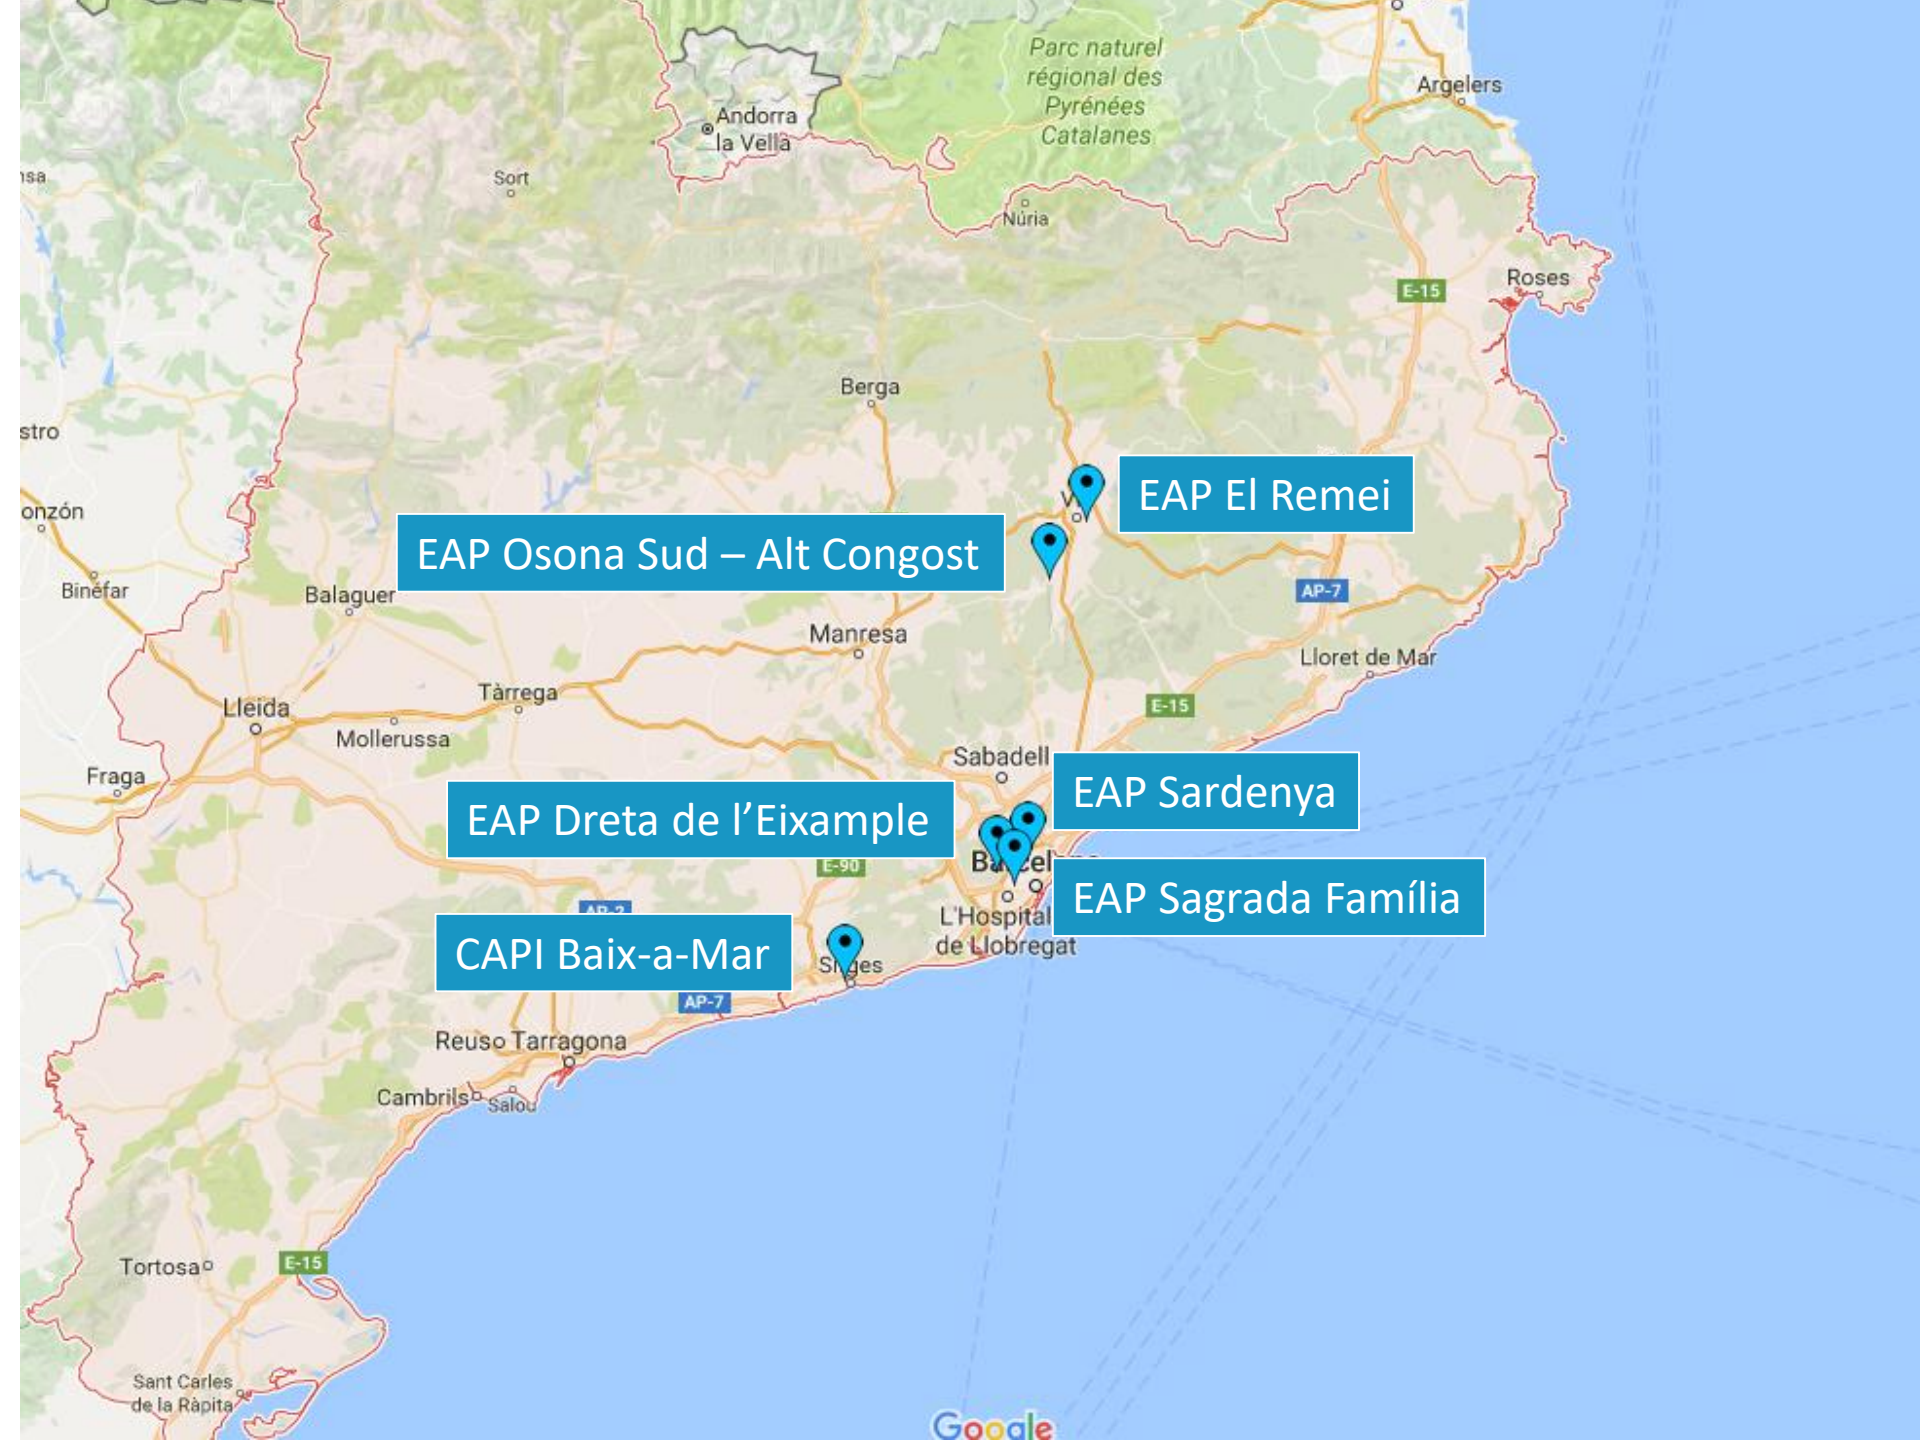 Parc naturel
régional des
Pyrénées
Catalanes
Argelers
Andorra
la Vella
Sort
Núria
Roses
E-15
Berga
stro
onzón
EAP El Remei
EAP Osona Sud – Alt Congost
Binéfar
Balaguer
AP-7
Manresa
Lloret de Mar
Tàrrega
Lleida
E-15
Mollerussa
Sabadell
Fraga
EAP Sardenya
EAP Dreta de l’Eixample
E-90
EAP Sagrada Família
L'Hospital
de Llobregat
CAPI Baix-a-Mar
AP-7
Reus
Tarragona
Cambrils
Salou
Tortosa
E-15
Sant Carles
de la Ràpita
Google